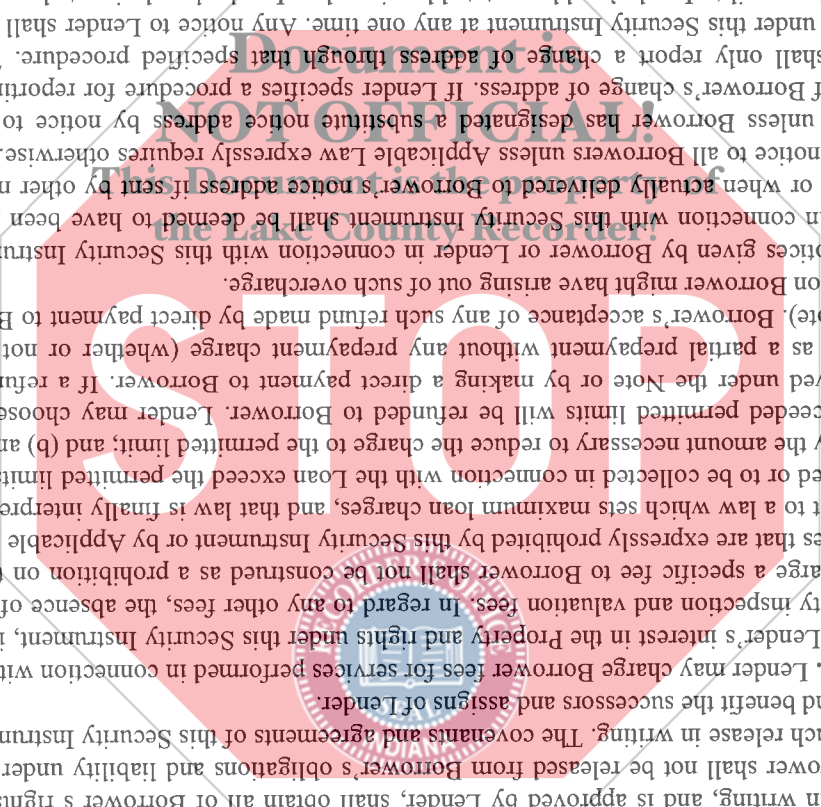 Document is
NOT OFFICIAL!
This Document is the property of
the Lake County Recorder!
STOP
RECORDER'S OFFICE
SEAL
INDIANA
in writing, and is approved by Lender, shall obtain all of Borrower's rights
rower shall not be released from Borrower's obligations and liability under
uch release in writing. The covenants and agreements of this Security Instrum
nd benefit the successors and assigns of Lender.
. Lender may charge Borrower fees for services performed in connection wit
Lender's interest in the Property and rights under this Security Instrument, i
ty inspection and valuation fees. In regard to any other fees, the absence of
arge a specific fee to Borrower shall not be construed as a prohibition on
es that are expressly prohibited by this Security Instrument or by Applicable
t to a law which sets maximum loan charges, and that law is finally interpre
ed or to be collected in connection with the Loan exceed the permitted limits
y the amount necessary to reduce the charge to the permitted limit; and (b) an
ceeded permitted limits will be refunded to Borrower. Lender may choose
ved under the Note or by making a direct payment to Borrower. If a refun
as a partial prepayment without any prepayment charge (whether or not
ote). Borrower's acceptance of any such refund made by direct payment to B
on Borrower might have arising out of such overcharge.
otices given by Borrower or Lender in connection with this Security Instru
in connection with this Security Instrument shall be deemed to have been
or when actually delivered to Borrower's notice address if sent by other m
notice to all Borrowers unless Applicable Law expressly requires otherwise.
unless Borrower has designated a substitute notice address by notice to
f Borrower's change of address. If Lender specifies a procedure for reportin
shall only report a change of address through that specified procedure.
under this Security Instrument at any one time. Any notice to Lender shall